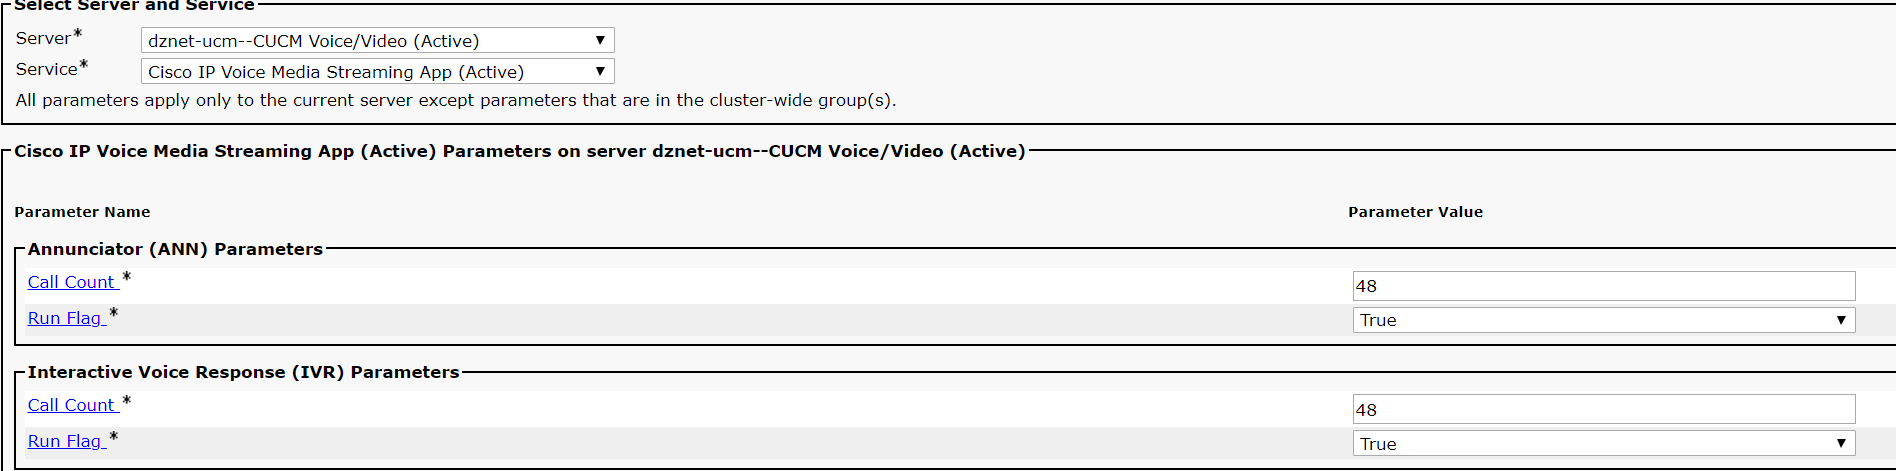 Select Server and Service
Server*
dznet-ucm--CUCM Voice/Video (Active)
Service*
Cisco IP Voice Media Streaming App (Active)
All parameters apply only to the current server except parameters that are in the cluster-wide group(s).
Cisco IP Voice Media Streaming App (Active) Parameters on server dznet-ucm--CUCM Voice/Video (Active)
Parameter Name Parameter Value
Annunciator (ANN) Parameters
Call Count * 48
Run Flag * True
Interactive Voice Response (IVR) Parameters
Call Count * 48
Run Flag * True